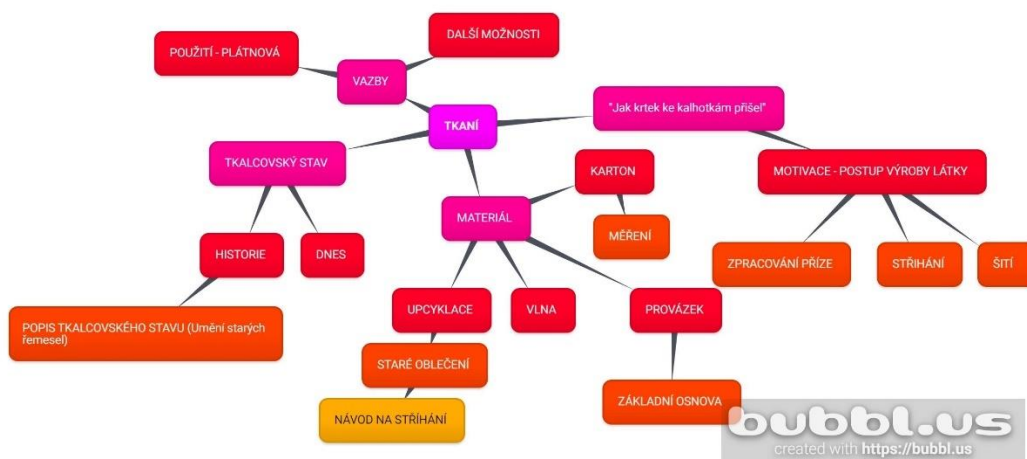 DALŠÍ MOŽNOSTI
POUŽITÍ - PLÁTNOVÁ
VAZBY
"Jak krtek ke kalhotkám přišel"
TKANÍ
TKALCOVSKÝ STAV
KARTON
MOTIVACE - POSTUP VÝROBY LÁTKY
MATERIÁL
MĚŘENÍ
HISTORIE
DNES
ZPRACOVÁNÍ PŘÍZE
STŘIHÁNÍ
ŠITÍ
UPCYKLACE
VLNA
PROVÁZEK
POPIS TKALCOVSKÉHO STAVU (Umění starých
řemesel)
STARÉ OBLEČENÍ
ZÁKLADNÍ OSNOVA
NÁVOD NA STŘÍHÁNÍ
bubbl.us
created with https://bubbl.us